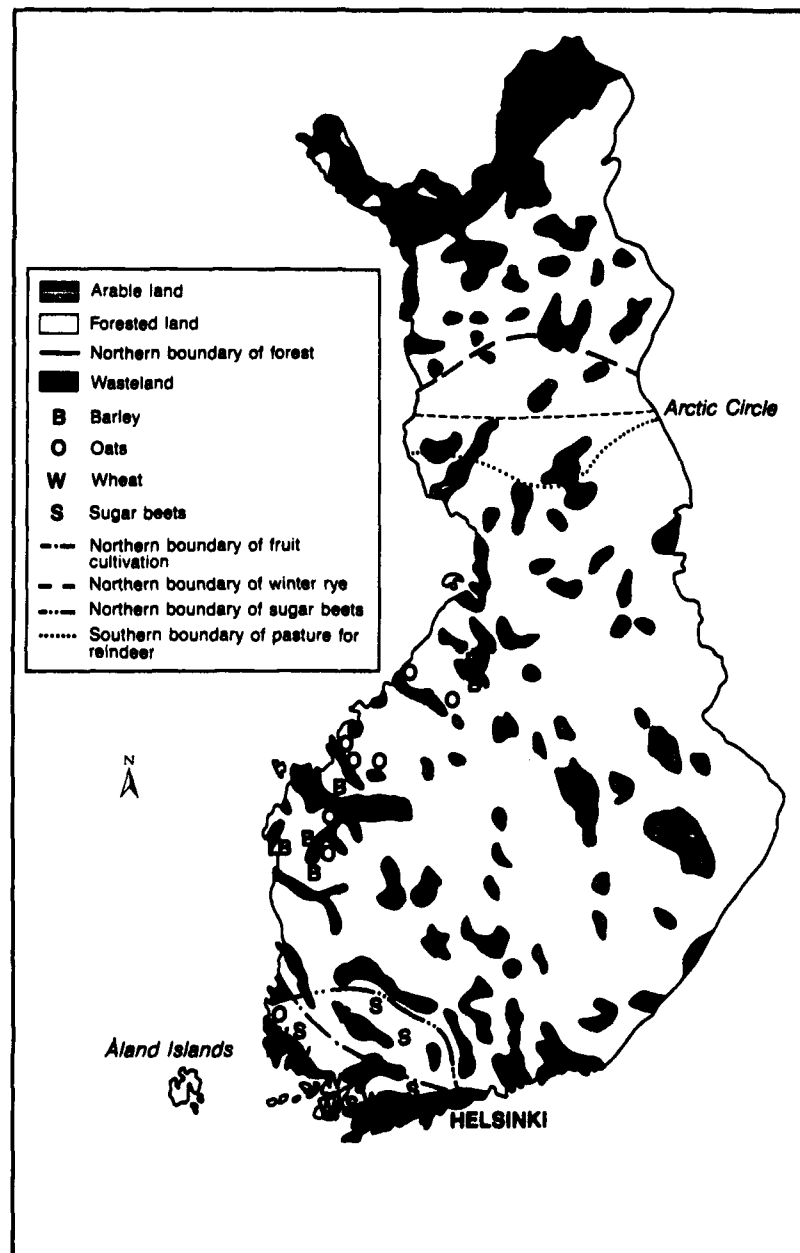 Arable land
Forested land
Northern boundary of forest
Wasteland
B Barley
O Oats
W Wheat
S Sugar beets
Northern boundary of fruit
cultivation
Northern boundary of winter rye
Northern boundary of sugar beets
Southern boundary of pasture for
reindeer
Arctic Circle
N
O
O
B
O
O
O
B
O
B
B
O
B
S
O
S
S
S
Åland Islands
HELSINKI